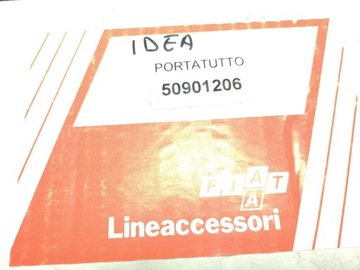 IDEA
PORTATUTTO
50901206
FIAT
Lineaccessori